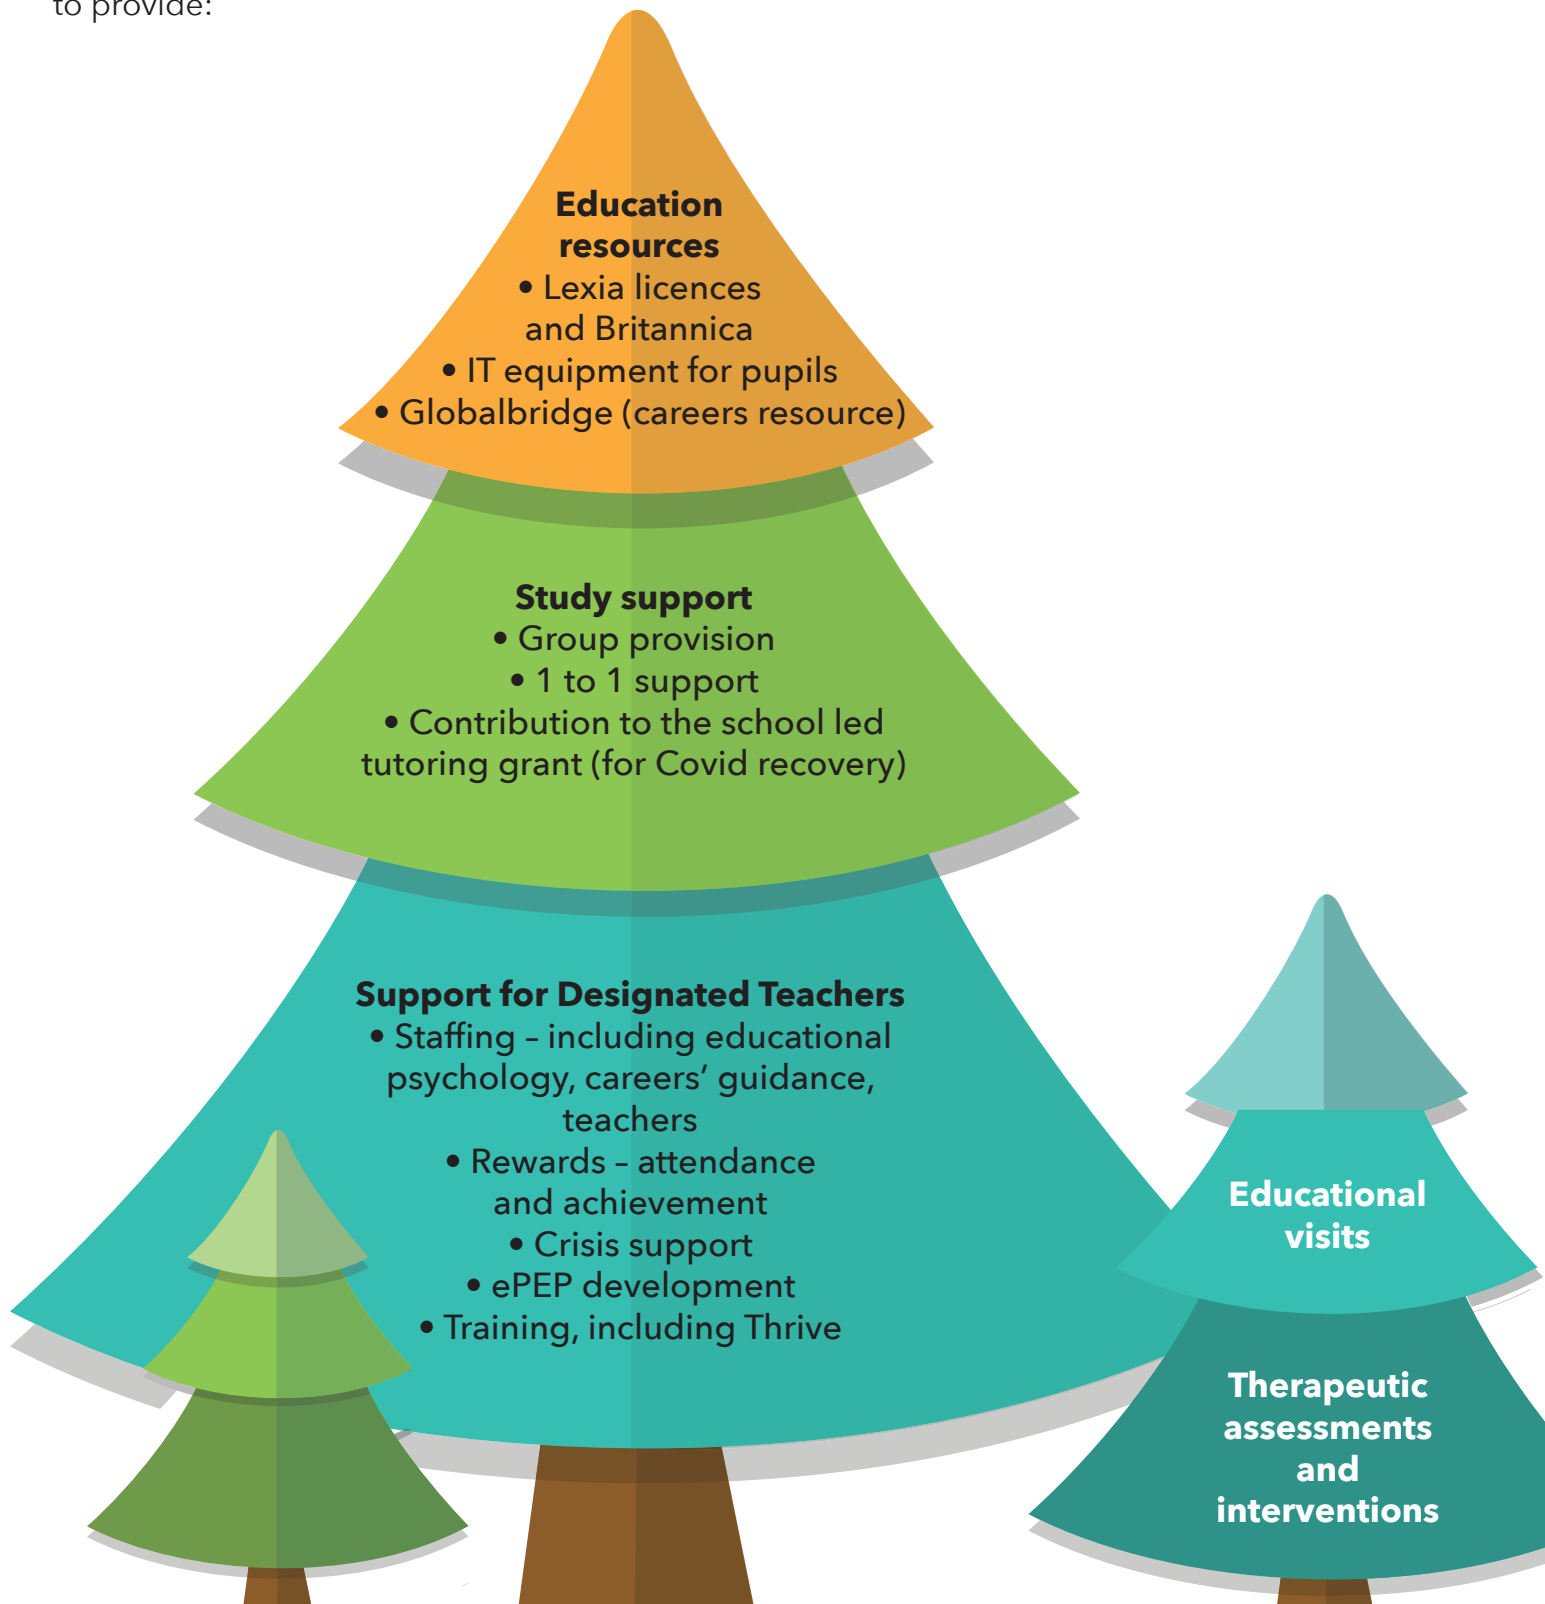 to provide:
Education
resources
• Lexia licences
and Britannica
• IT equipment for pupils
• Globalbridge (careers resource)
Study support
• Group provision
• 1 to 1 support
• Contribution to the school led
tutoring grant (for Covid recovery)
Support for Designated Teachers
• Staffing – including educational
psychology, careers’ guidance,
teachers
• Rewards – attendance
and achievement
• Crisis support
• ePEP development
• Training, including Thrive
Educational
visits
Therapeutic
assessments
and
interventions